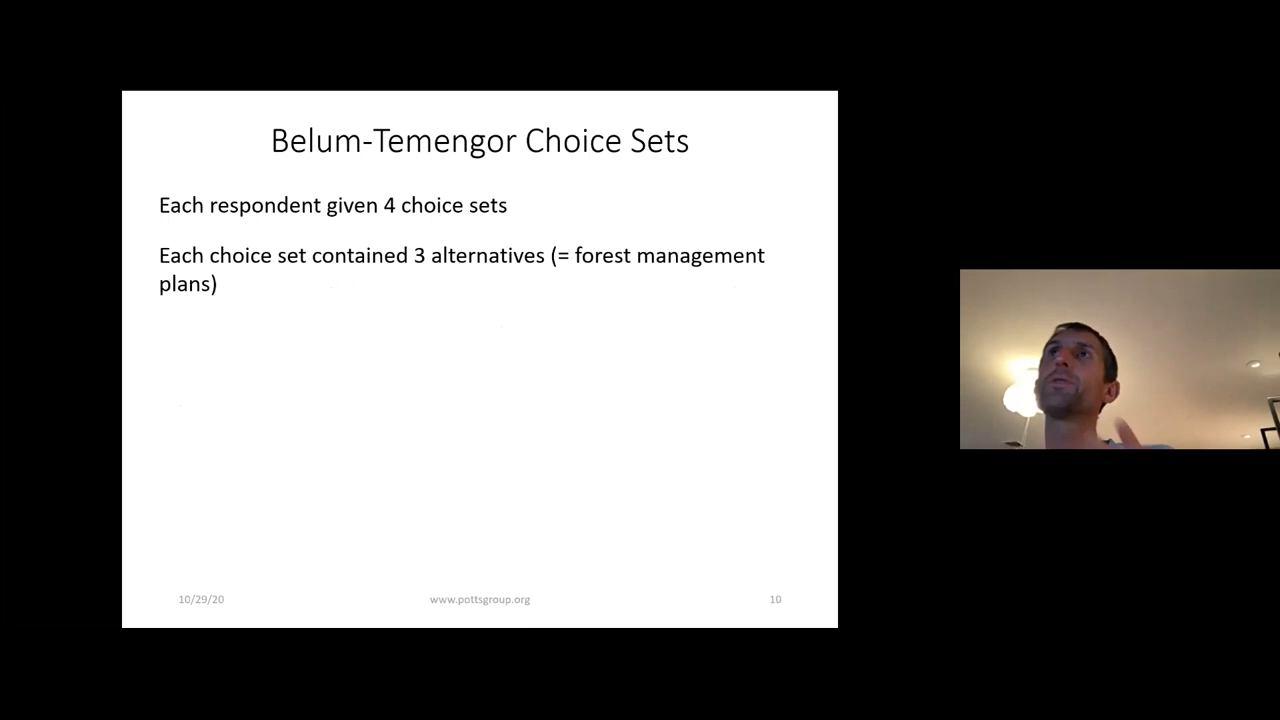 Belum-Temengor Choice Sets
Each respondent given 4 choice sets
Each choice set contained 3 alternatives (= forest management
plans)
10/29/20
www.pottsgroup.org
10